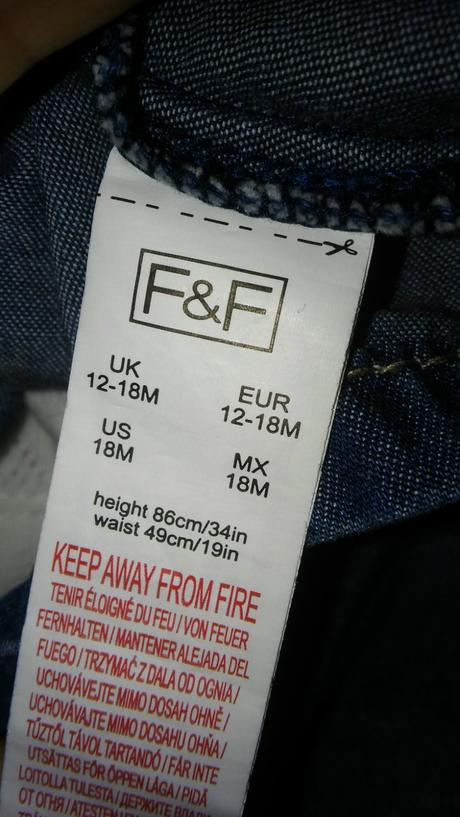 F&F
UK
12-18M
EUR
12-18M
US
18M
MX
18M
height 86cm/34in
waist 49cm/19in
KEEP AWAY FROM FIRE
TENIR ÉLOIGNÉ DU FEU / VON FEUER
FERNHALTEN / MANTENER ALEJADA DEL
FUEGO / TRZYMAĆ Z DALA OD OGNIA /
UCHOVÁVEJTE MIMO DOSAH OHNĚ /
UCHOVÁVAJTE MIMO DOSAHU OHŇA /
TŰZTŐL TÁVOL TARTANDÓ / FÅR INTE
UTSÄTTAS FÖR ÖPPEN LÅGA / PIDÄ
LOITOLLA TULESTA / ДЕРЖИТЕ ВДАЛИ
ОТ ОГНЯ /